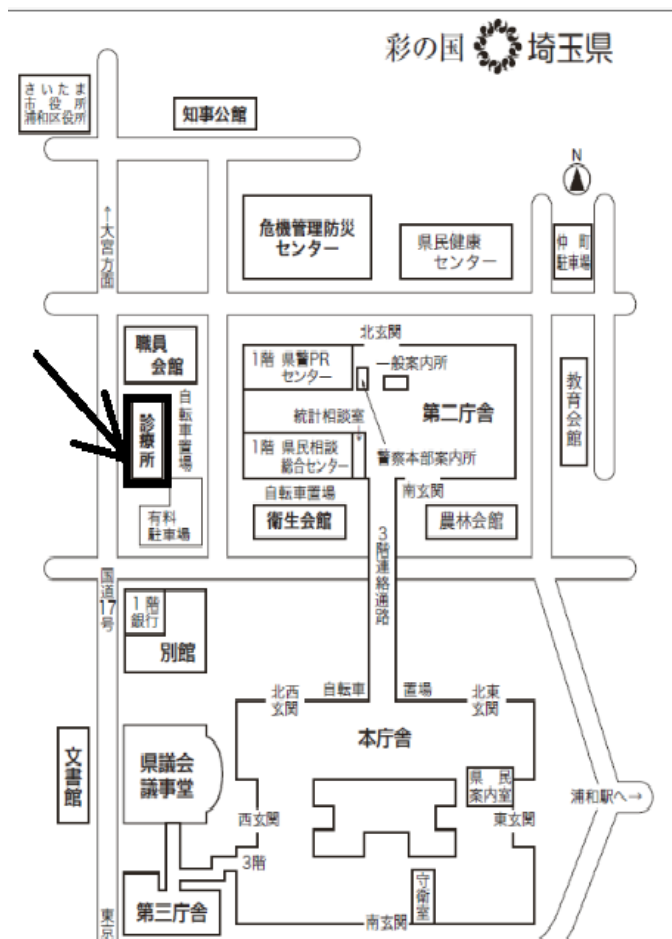 彩の国 埼玉県
さいたま
市役所
浦和区役所
知事公館
N
↑大宮方面
危機管理防災
センター
県民健康
センター
仲町
駐車場
職員
会館
北玄関
1階 県警PR
センター
一般案内所
第二庁舎
教育会館
自転車置場
診療所
統計相談室
1階 県民相談
総合センター
警察本部案内所
自転車置場
南玄関
有料
駐車場
衛生会館
農林会館
3階連絡通路
国道17号
1階
銀行
別館
北西
玄関
自転車
置場
北東
玄関
本庁舎
文書館
県議会
議事堂
県民
案内室
浦和駅へ→
西玄関
東玄関
3階
守衛室
第三庁舎
南玄関
東京